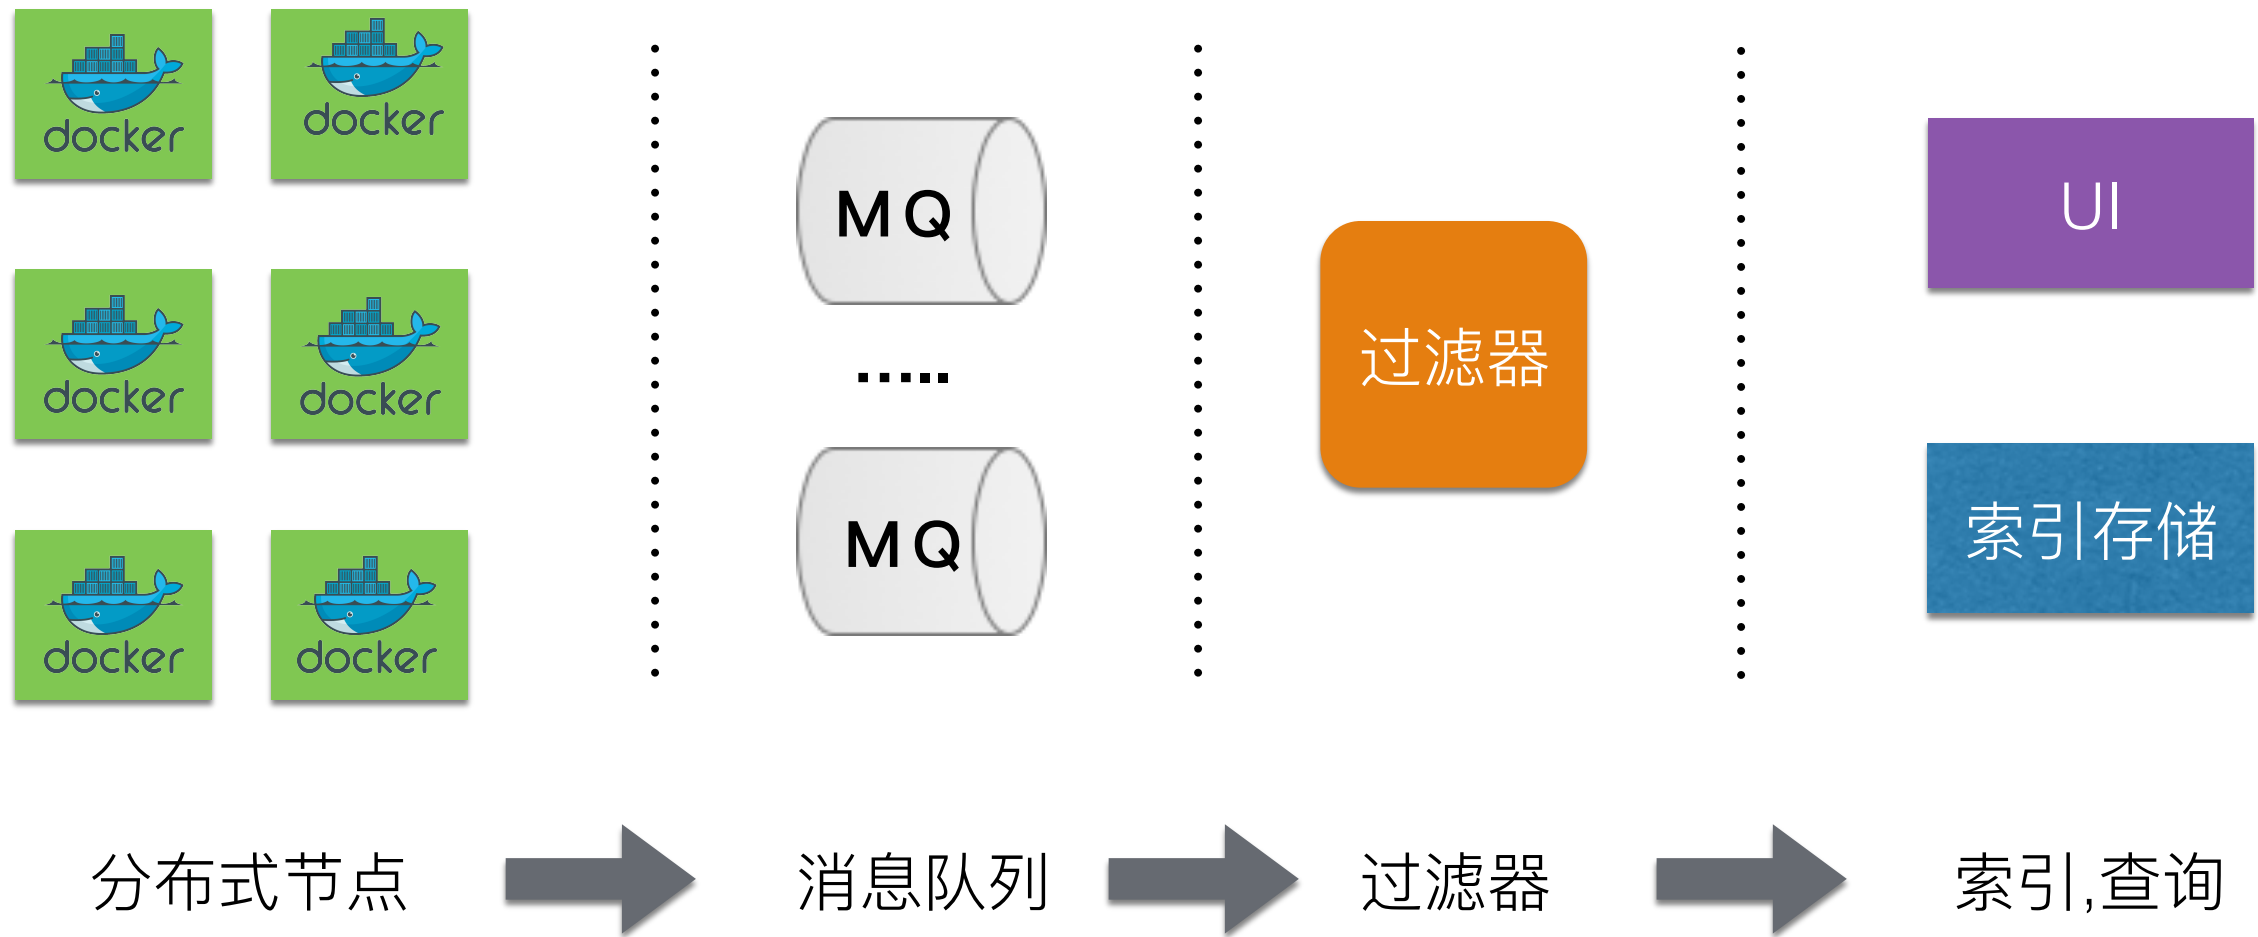 docker
docker
docker
docker
docker
docker
MQ
.....
MQ
过滤器
UI
索引存储
分布式节点
消息队列
过滤器
索引,查询